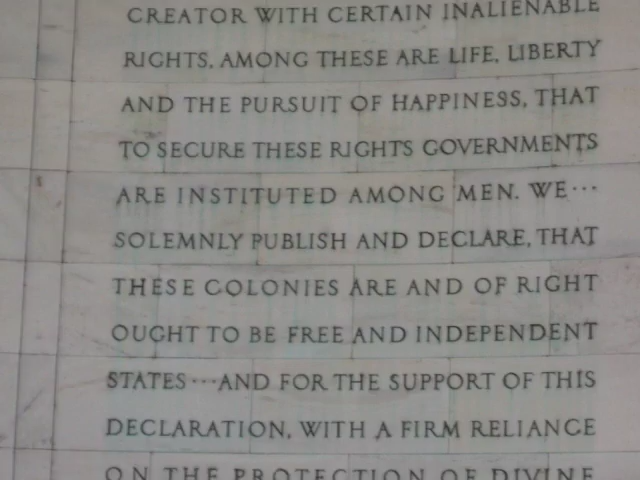 CREATOR WITH CERTAIN INALIENABLE
RIGHTS, AMONG THESE ARE LIFE, LIBERTY
AND THE PURSUIT OF HAPPINESS, THAT
TO SECURE THESE RIGHTS GOVERNMENTS
ARE INSTITUTED AMONG MEN. WE···
SOLEMNLY PUBLISH AND DECLARE, THAT
THESE COLONIES ARE AND OF RIGHT
OUGHT TO BE FREE AND INDEPENDENT
STATES···AND FOR THE SUPPORT OF THIS
DECLARATION, WITH A FIRM RELIANCE
ON THE PROTECTION OF DIVINE